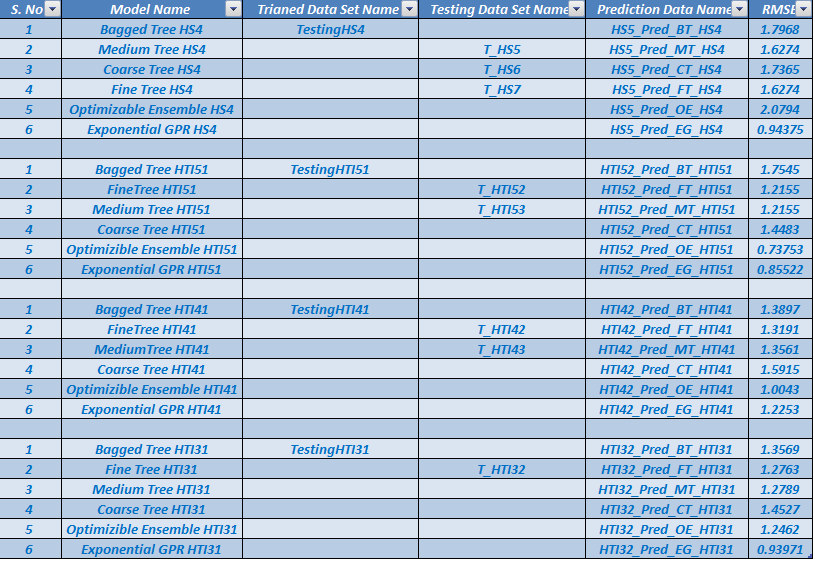 S. No Model Name Trianed Data Set Name Testing Data Set Name Prediction Data Name RMSE
1 Bagged Tree HS4 TestingHS4 HS5_Pred_BT_HS4 1.7968
2 Medium Tree HS4 T_HS5 HS5_Pred_MT_HS4 1.6274
3 Coarse Tree HS4 T_HS6 HS5_Pred_CT_HS4 1.7365
4 Fine Tree HS4 T_HS7 HS5_Pred_FT_HS4 1.6274
5 Optimizable Ensemble HS4 HS5_Pred_OE_HS4 2.0794
6 Exponential GPR HS4 HS5_Pred_EG_HS4 0.94375
1 Bagged Tree HTI51 TestingHTI51 HTI52_Pred_BT_HTI51 1.7545
2 FineTree HTI51 T_HTI52 HTI52_Pred_FT_HTI51 1.2155
3 Medium Tree HTI51 T_HTI53 HTI52_Pred_MT_HTI51 1.2155
4 Coarse Tree HTI51 HTI52_Pred_CT_HTI51 1.4483
5 Optimizible Ensemble HTI51 HTI52_Pred_OE_HTI51 0.73753
6 Exponential GPR HTI51 HTI52_Pred_EG_HTI51 0.85522
1 Bagged Tree HTI41 TestingHTI41 HTI42_Pred_BT_HTI41 1.3897
2 FineTree HTI41 T_HTI42 HTI42_Pred_FT_HTI41 1.3191
3 MediumTree HTI41 T_HTI43 HTI42_Pred_MT_HTI41 1.3561
4 Coarse Tree HTI41 HTI42_Pred_CT_HTI41 1.5915
5 Optimizible Ensemble HTI41 HTI42_Pred_OE_HTI41 1.0043
6 Exponential GPR HTI41 HTI42_Pred_EG_HTI41 1.2253
1 Bagged Tree HTI31 TestingHTI31 HTI32_Pred_BT_HTI31 1.3569
2 Fine Tree HTI31 T_HTI32 HTI32_Pred_FT_HTI31 1.2763
3 Medium Tree HTI31 HTI32_Pred_MT_HTI31 1.2789
4 Coarse Tree HTI31 HTI32_Pred_CT_HTI31 1.4527
5 Optimizible Ensemble HTI31 HTI32_Pred_OE_HTI31 1.2462
6 Exponential GPR HTI31 HTI32_Pred_EG_HTI31 0.93971